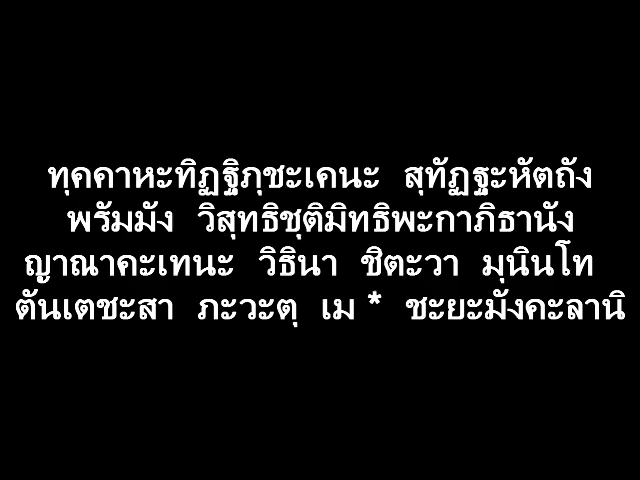 ทุคคาหะทิฏฐิภุชะเคนะ สุทัฏฐะหัตถัง
พรัมมัง วิสุทธิชุติมิทธิพะกาภิธานัง
ญาณาคะเทนะ วิธินา ชิตะวา มุนินโท
ตันเตชะสา ภะวะตุ เม * ชะยะมังคะลานิ